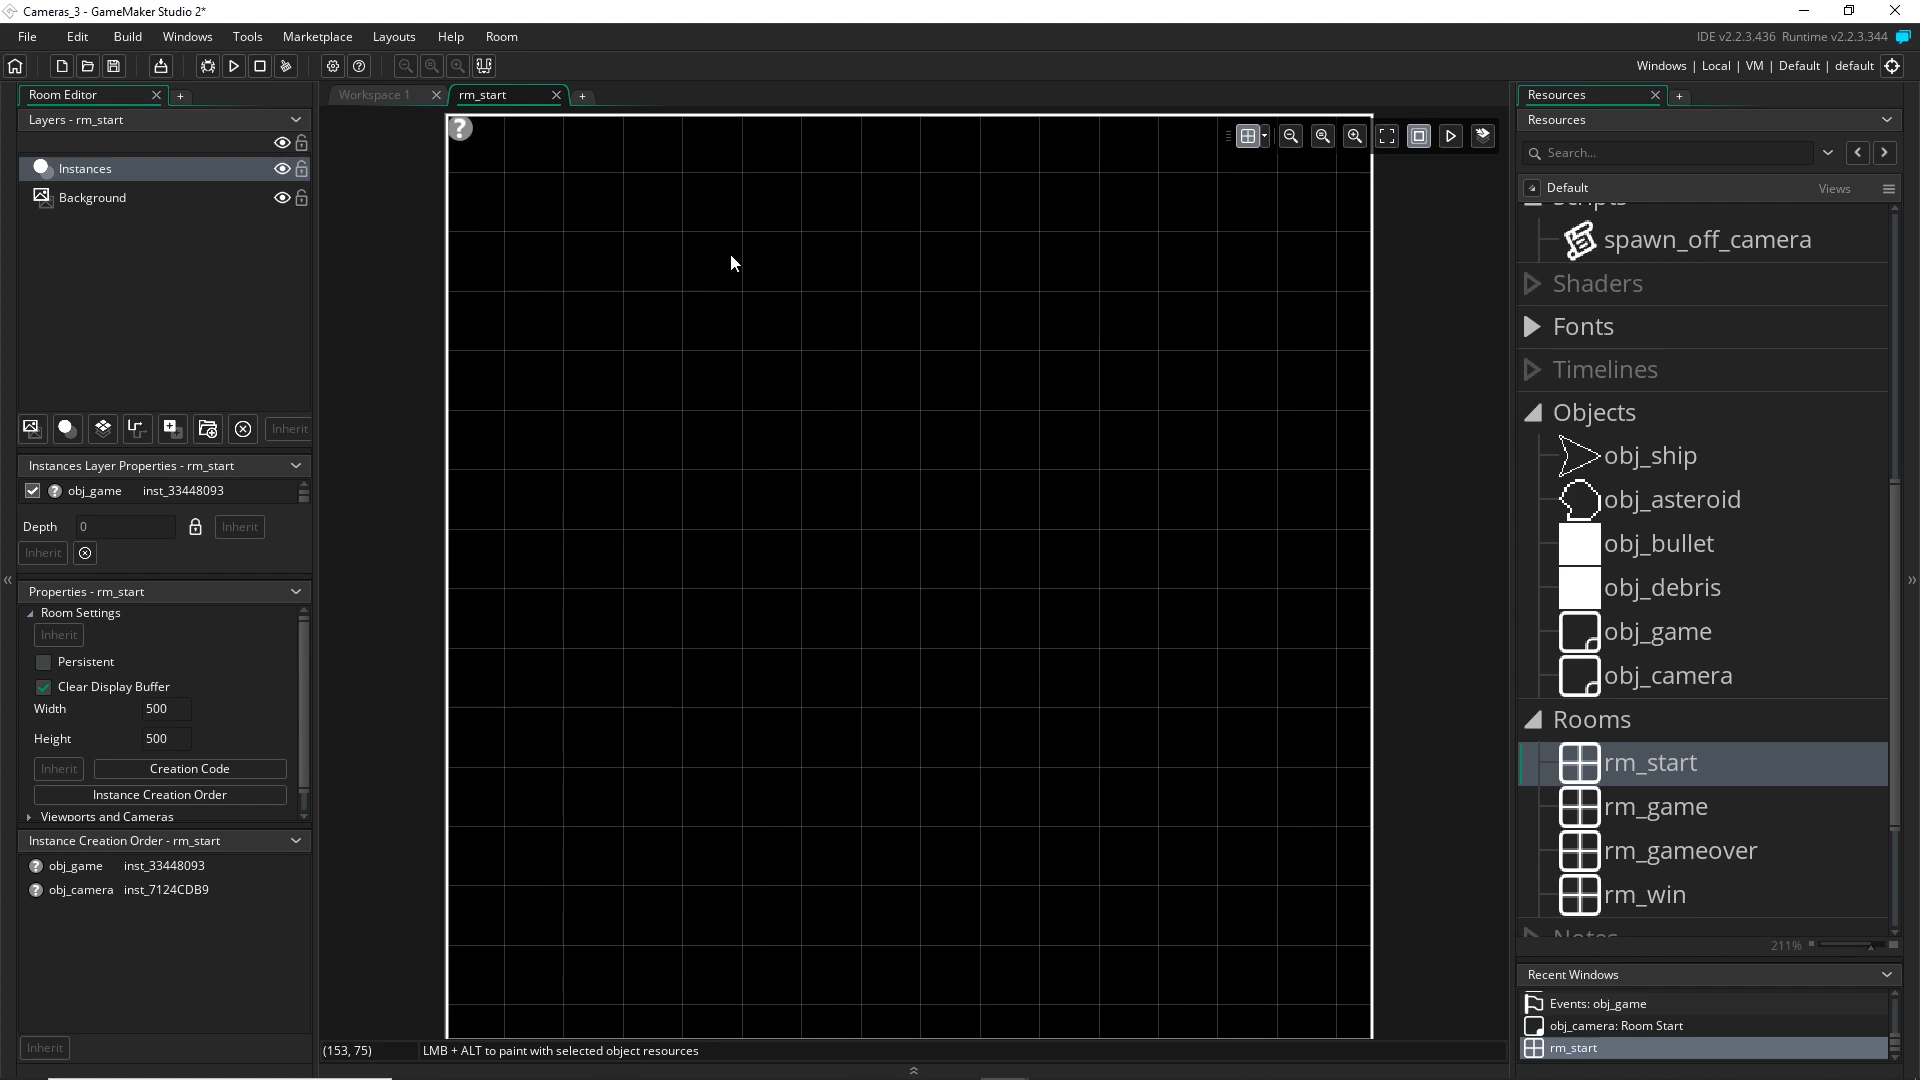 Cameras_3 - GameMaker Studio 2*
File Edit Build Windows Tools Marketplace Layouts Help Room
IDE v2.2.3.436 Runtime v2.2.3.344
Windows | Local | VM | Default | default
Room Editor
Workspace 1
rm_start
Resources
Layers - rm_start
Resources
Search...
Instances
Background
Default
Views
Scripts
spawn_off_camera
Shaders
Fonts
Timelines
Objects
obj_ship
obj_asteroid
obj_bullet
obj_debris
obj_game
obj_camera
Rooms
rm_start
rm_game
rm_gameover
rm_win
Notes
211%
Inherit
Instances Layer Properties - rm_start
obj_game inst_33448093
Depth 0 Inherit
Inherit
Properties - rm_start
Room Settings
Inherit
Persistent
Clear Display Buffer
Width 500
Height 500
Inherit Creation Code
Instance Creation Order
Viewports and Cameras
Instance Creation Order - rm_start
obj_game inst_33448093
obj_camera inst_7124CDB9
Inherit
(153, 75)
LMB + ALT to paint with selected object resources
Recent Windows
Events: obj_game
obj_camera: Room Start
rm_start